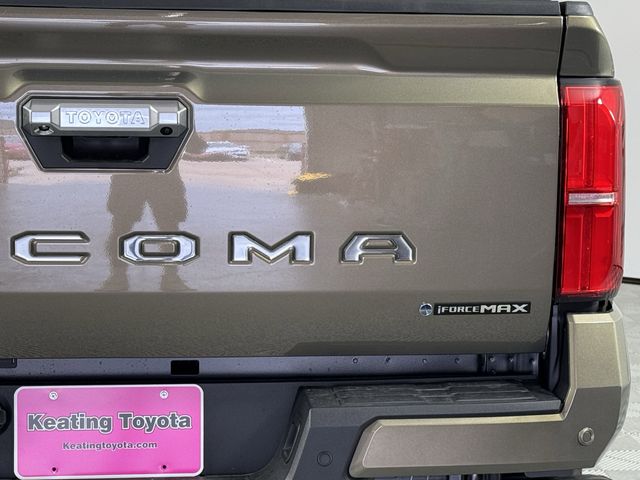 TOYOTA
COMA
iFORCEMAX
Keating Toyota
Keatingtoyota.com